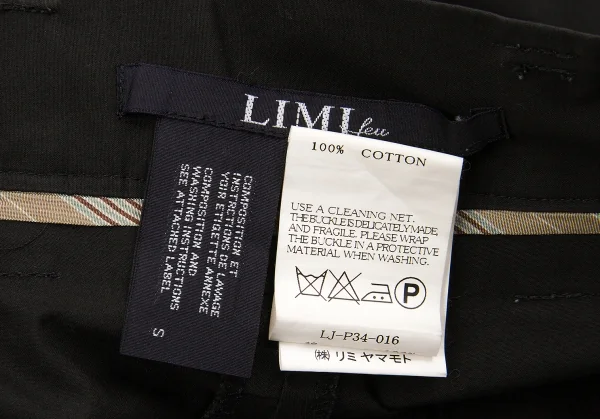 LIMI feu
COMPOSITION ET
INSTRUCTIONS DE LAVAGE
VOIR ETIQUETTE ANNEXE
COMPOSITION AND
WASHING INSTRUCTIONS
SEE ATTACHER LABEL
S
100% COTTON
USE A CLEANING NET.
THE BUCKLE IS DELICATELY MADE,
AND FRAGILE. PLEASE WRAP
THE BUCKLE IN A PROTECTIVE
MATERIAL WHEN WASHING.
P
LJ-P34-016
(株) リミ ヤマモト